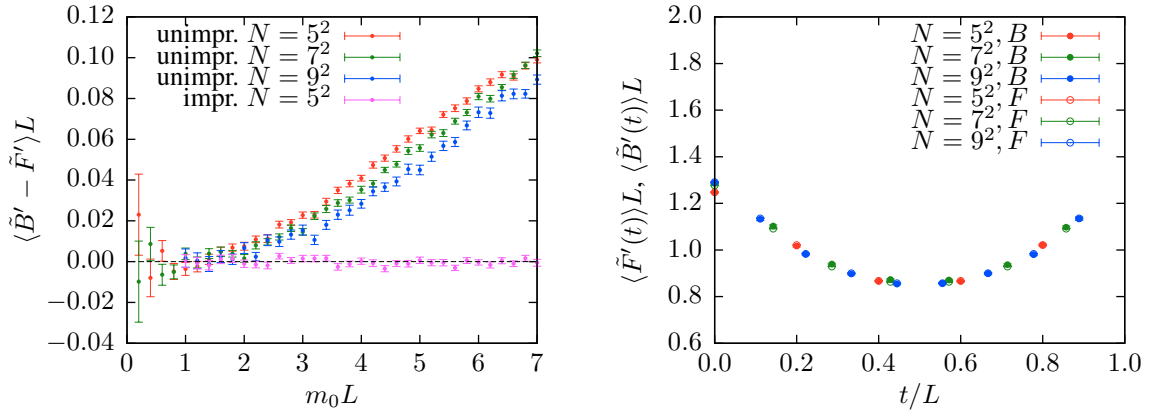 ⟨B̃′ − F̃′⟩L
unimpr. N = 5²
unimpr. N = 7²
unimpr. N = 9²
impr. N = 5²
0.12
0.10
0.08
0.06
0.04
0.02
0.00
−0.02
−0.04
0 1 2 3 4 5 6 7
m₀L
⟨F̃′(t)⟩L, ⟨B̃′(t)⟩L
N = 5², B
N = 7², B
N = 9², B
N = 5², F
N = 7², F
N = 9², F
2.0
1.8
1.6
1.4
1.2
1.0
0.8
0.6
0.0 0.2 0.4 0.6 0.8 1.0
t/L